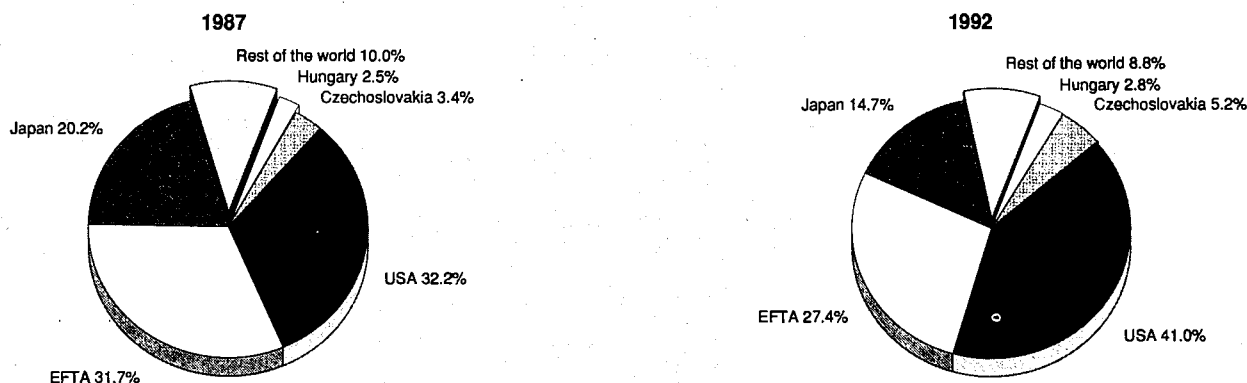 1987
Rest of the world 10.0%
Hungary 2.5%
Czechoslovakia 3.4%
Japan 20.2%
USA 32.2%
EFTA 31.7%
1992
Rest of the world 8.8%
Hungary 2.8%
Czechoslovakia 5.2%
Japan 14.7%
EFTA 27.4%
USA 41.0%